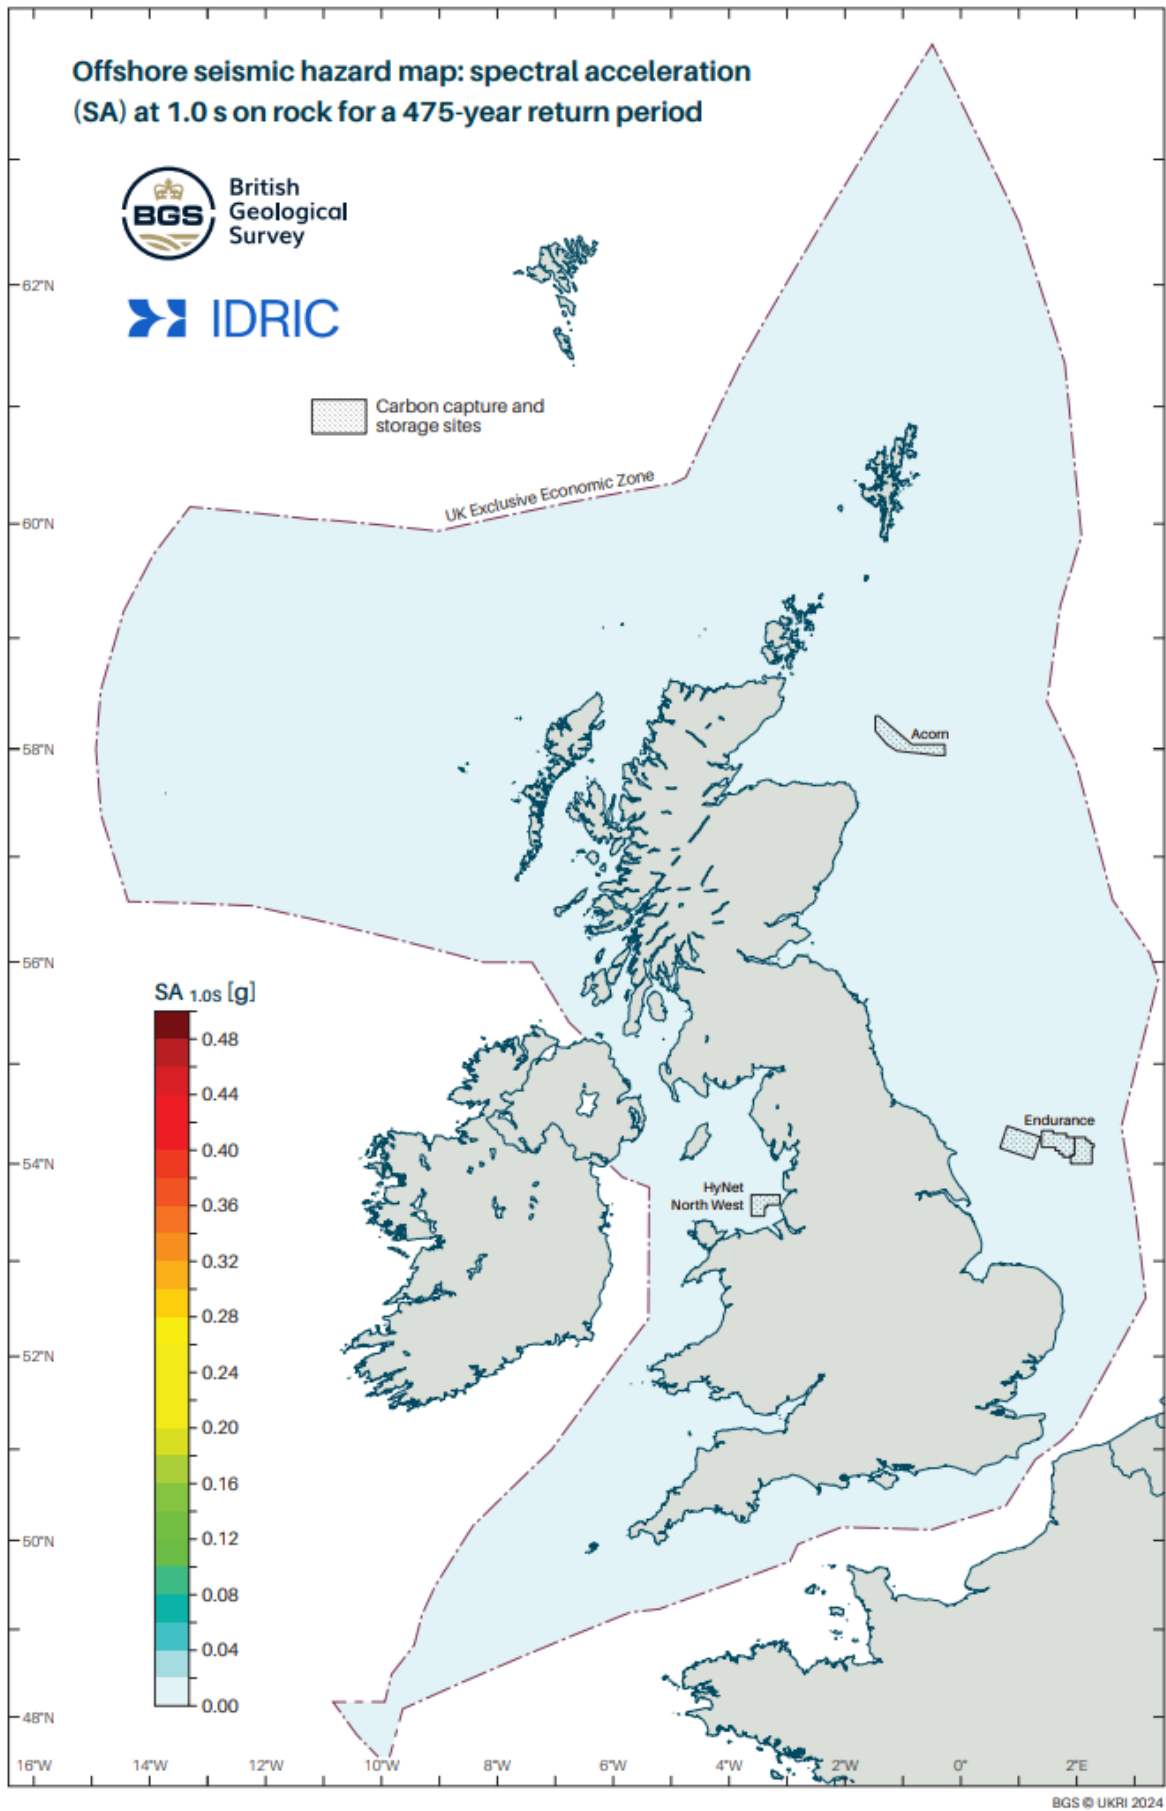 Offshore seismic hazard map: spectral acceleration
(SA) at 1.0 s on rock for a 475-year return period
BGS
British
Geological
Survey
IDRIC
Carbon capture and
storage sites
UK Exclusive Economic Zone
62°N
60°N
58°N
56°N
54°N
52°N
50°N
48°N
Acorn
Endurance
HyNet
North West
SA 1.0S [g]
0.48
0.44
0.40
0.36
0.32
0.28
0.24
0.20
0.16
0.12
0.08
0.04
0.00
16°W 14°W 12°W 10°W 8°W 6°W 4°W 2°W 0° 2°E
BGS © UKRI 2024